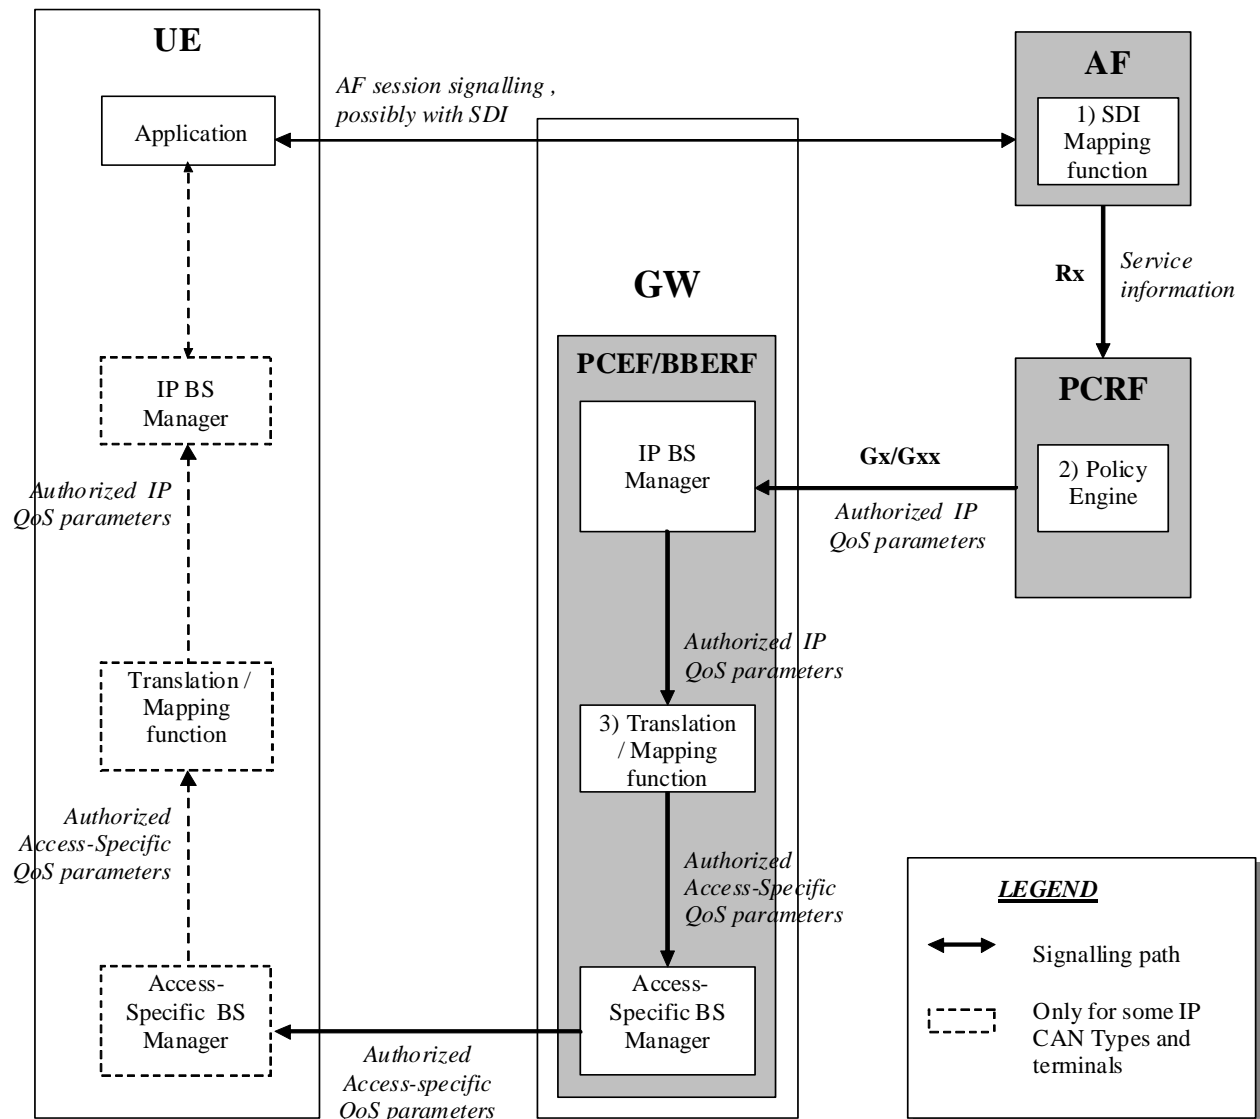 UE
Application
AF session signalling ,
possibly with SDI
AF
1) SDI
Mapping
function
Rx
Service
information
GW
PCEF/BBERF
IP BS
Manager
IP BS
Manager
Gx/Gxx
Authorized IP
QoS parameters
PCRF
2) Policy
Engine
Authorized IP
QoS parameters
Authorized IP
QoS parameters
Translation /
Mapping
function
3) Translation
/ Mapping
function
Authorized
Access-Specific
QoS parameters
Authorized
Access-Specific
QoS parameters
Access-
Specific BS
Manager
Access-
Specific BS
Manager
Authorized
Access-specific
QoS parameters
LEGEND
Signalling path
Only for some IP
CAN Types and
terminals